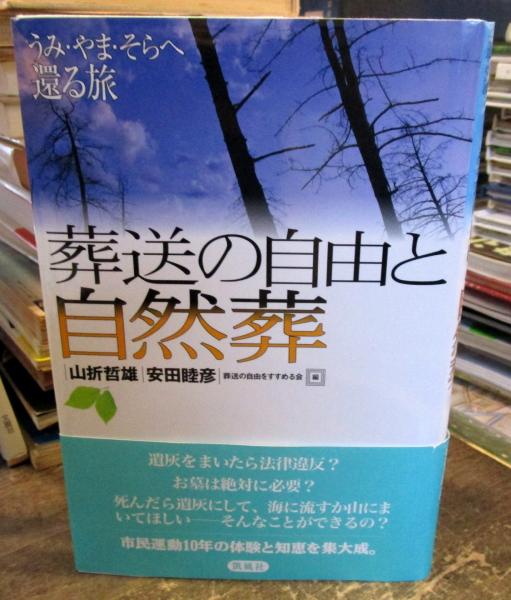 うみ・やま・そらへ
還る旅
葬送の自由と
自然葬
山折哲雄 安田睦彦 葬送の自由をすすめる会 編
遺灰をまいたら法律違反?
お墓は絶対に必要?
死んだら遺灰にして、海に流すか山にま
いてほしい――そんなことができるの?
市民運動10年の体験と知恵を集大成。
凱風社